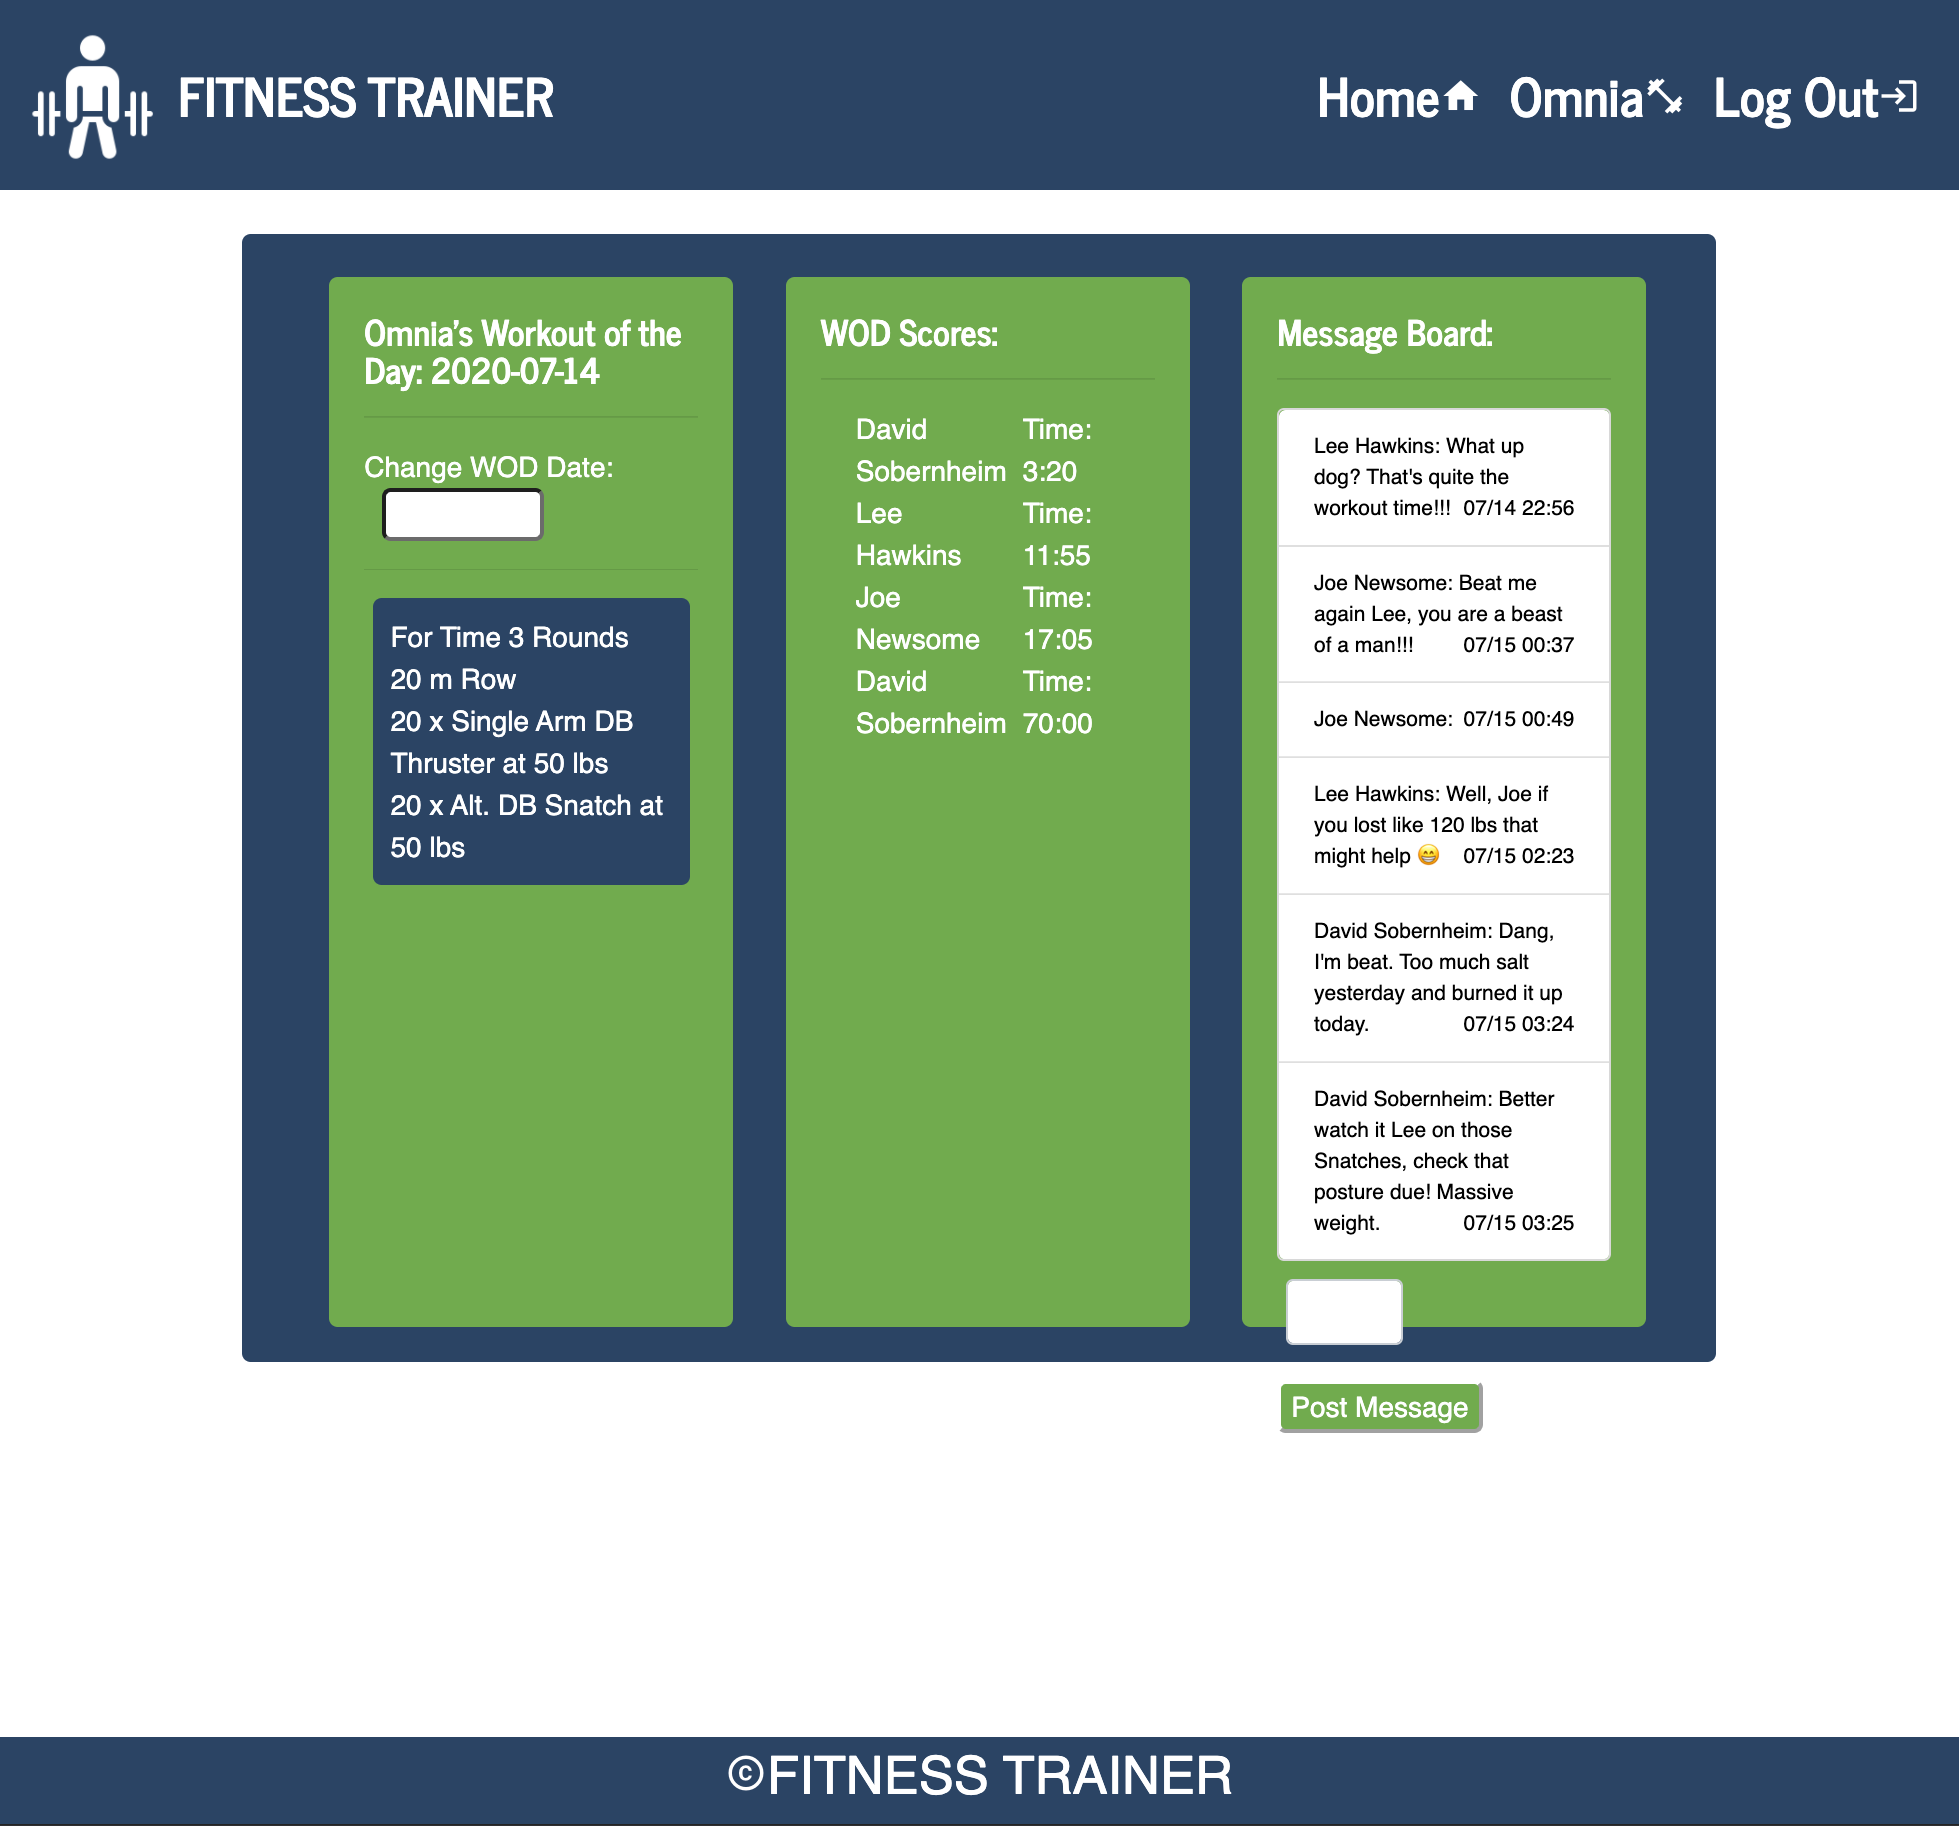 FITNESS TRAINER
Home
Omnia
Log Out
Omnia's Workout of the
Day: 2020-07-14
Change WOD Date:
For Time 3 Rounds
20 m Row
20 x Single Arm DB
Thruster at 50 lbs
20 x Alt. DB Snatch at
50 lbs
WOD Scores:
David Time:
Sobernheim 3:20
Lee Time:
Hawkins 11:55
Joe Time:
Newsome 17:05
David Time:
Sobernheim 70:00
Message Board:
Lee Hawkins: What up
dog? That's quite the
workout time!!! 07/14 22:56
Joe Newsome: Beat me
again Lee, you are a beast
of a man!!! 07/15 00:37
Joe Newsome: 07/15 00:49
Lee Hawkins: Well, Joe if
you lost like 120 lbs that
might help 😁 07/15 02:23
David Sobernheim: Dang,
I'm beat. Too much salt
yesterday and burned it up
today. 07/15 03:24
David Sobernheim: Better
watch it Lee on those
Snatches, check that
posture due! Massive
weight. 07/15 03:25
Post Message
©FITNESS TRAINER